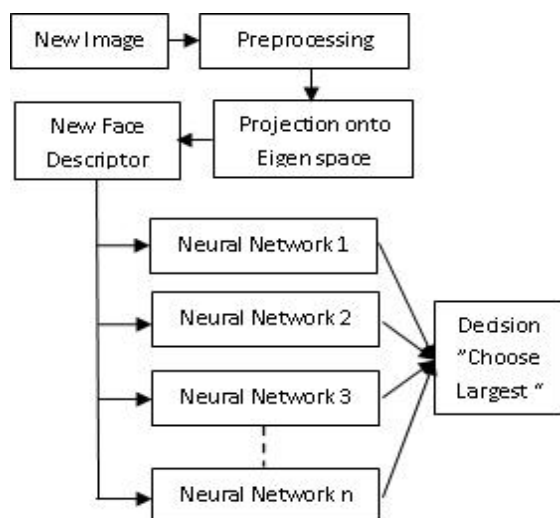 New Image
Preprocessing
New Face
Descriptor
Projection onto
Eigen space
Neural Network 1
Neural Network 2
Neural Network 3
Neural Network n
Decision
"Choose
Largest "